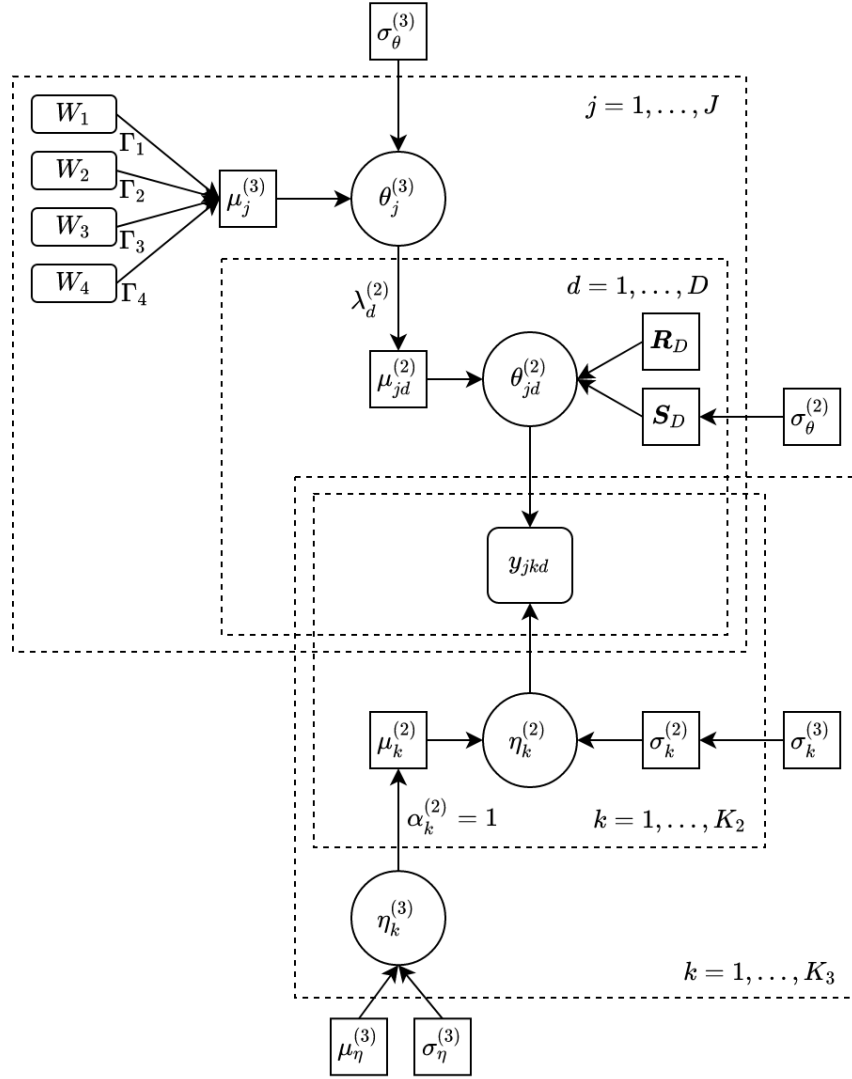 σ_θ^(3)
j = 1, . . . , J
W_1
Γ_1
W_2
Γ_2
W_3
Γ_3
W_4
Γ_4
μ_j^(3)
θ_j^(3)
λ_d^(2)
d = 1, . . . , D
μ_jd^(2)
θ_jd^(2)
R_D
S_D
σ_θ^(2)
y_jkd
μ_k^(2)
η_k^(2)
σ_k^(2)
σ_k^(3)
α_k^(2) = 1
k = 1, . . . , K_2
η_k^(3)
k = 1, . . . , K_3
μ_η^(3)
σ_η^(3)